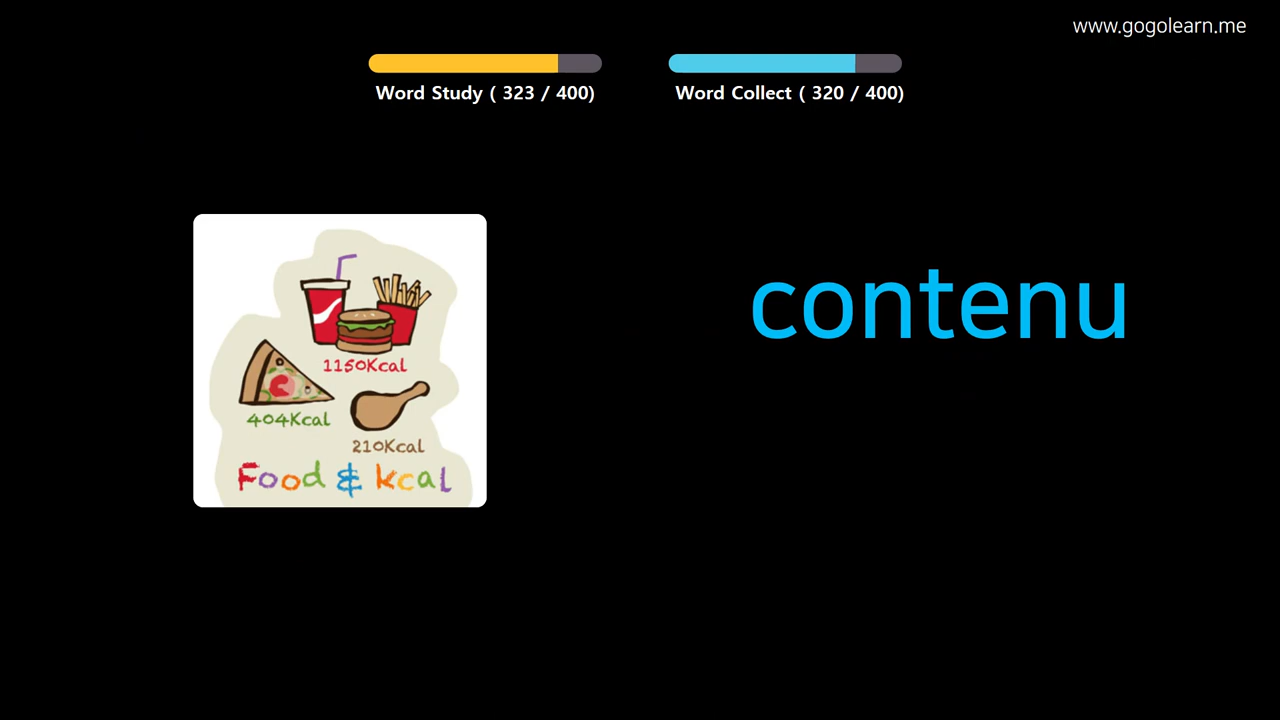 www.gogolearn.me
Word Study ( 323 / 400)
Word Collect ( 320 / 400)
contenu
1150Kcal
404Kcal
210Kcal
Food & kcal